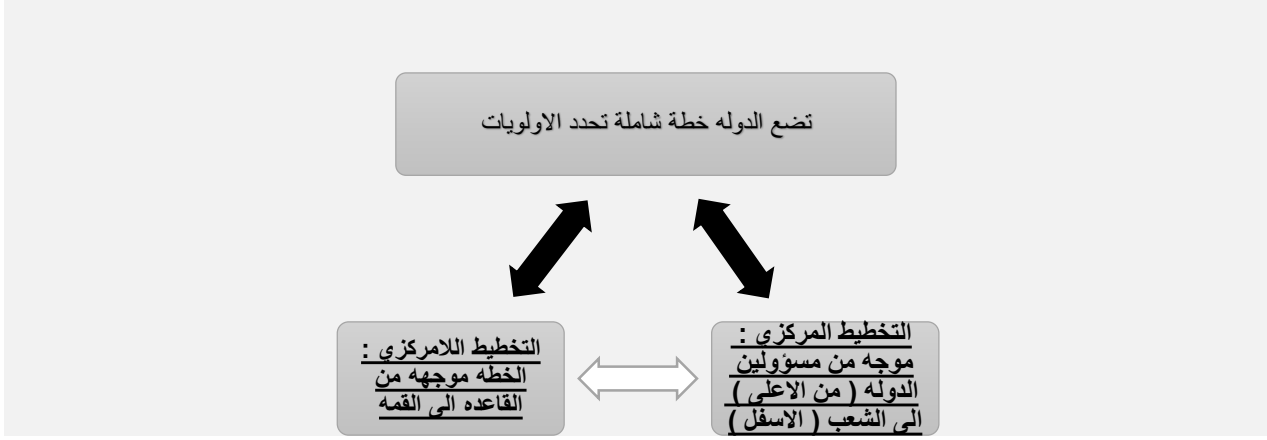 تضع الدوله خطة شاملة تحدد الاولويات
التخطيط المركزي :
موجه من مسؤولين
الدوله ( من الاعلى )
الى الشعب ( الاسفل )
التخطيط اللامركزي :
الخطه موجهه من
القاعده الى القمه